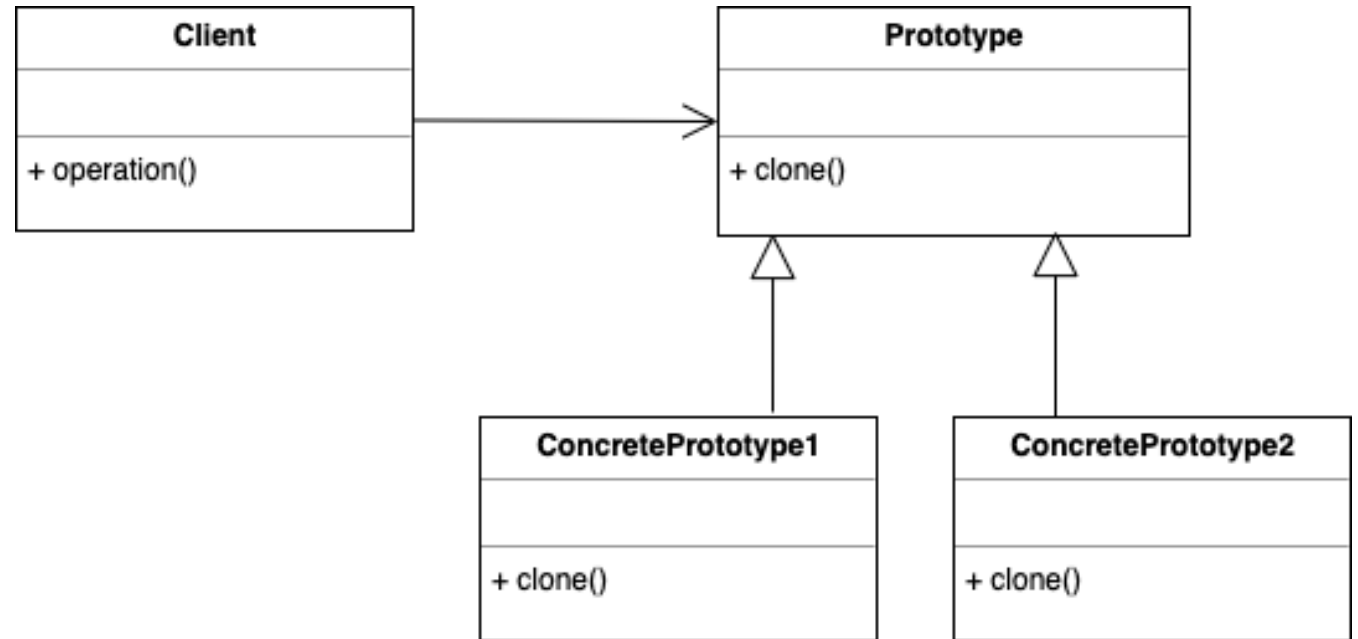 Client
+ operation()
Prototype
+ clone()
ConcretePrototype1
+ clone()
ConcretePrototype2
+ clone()